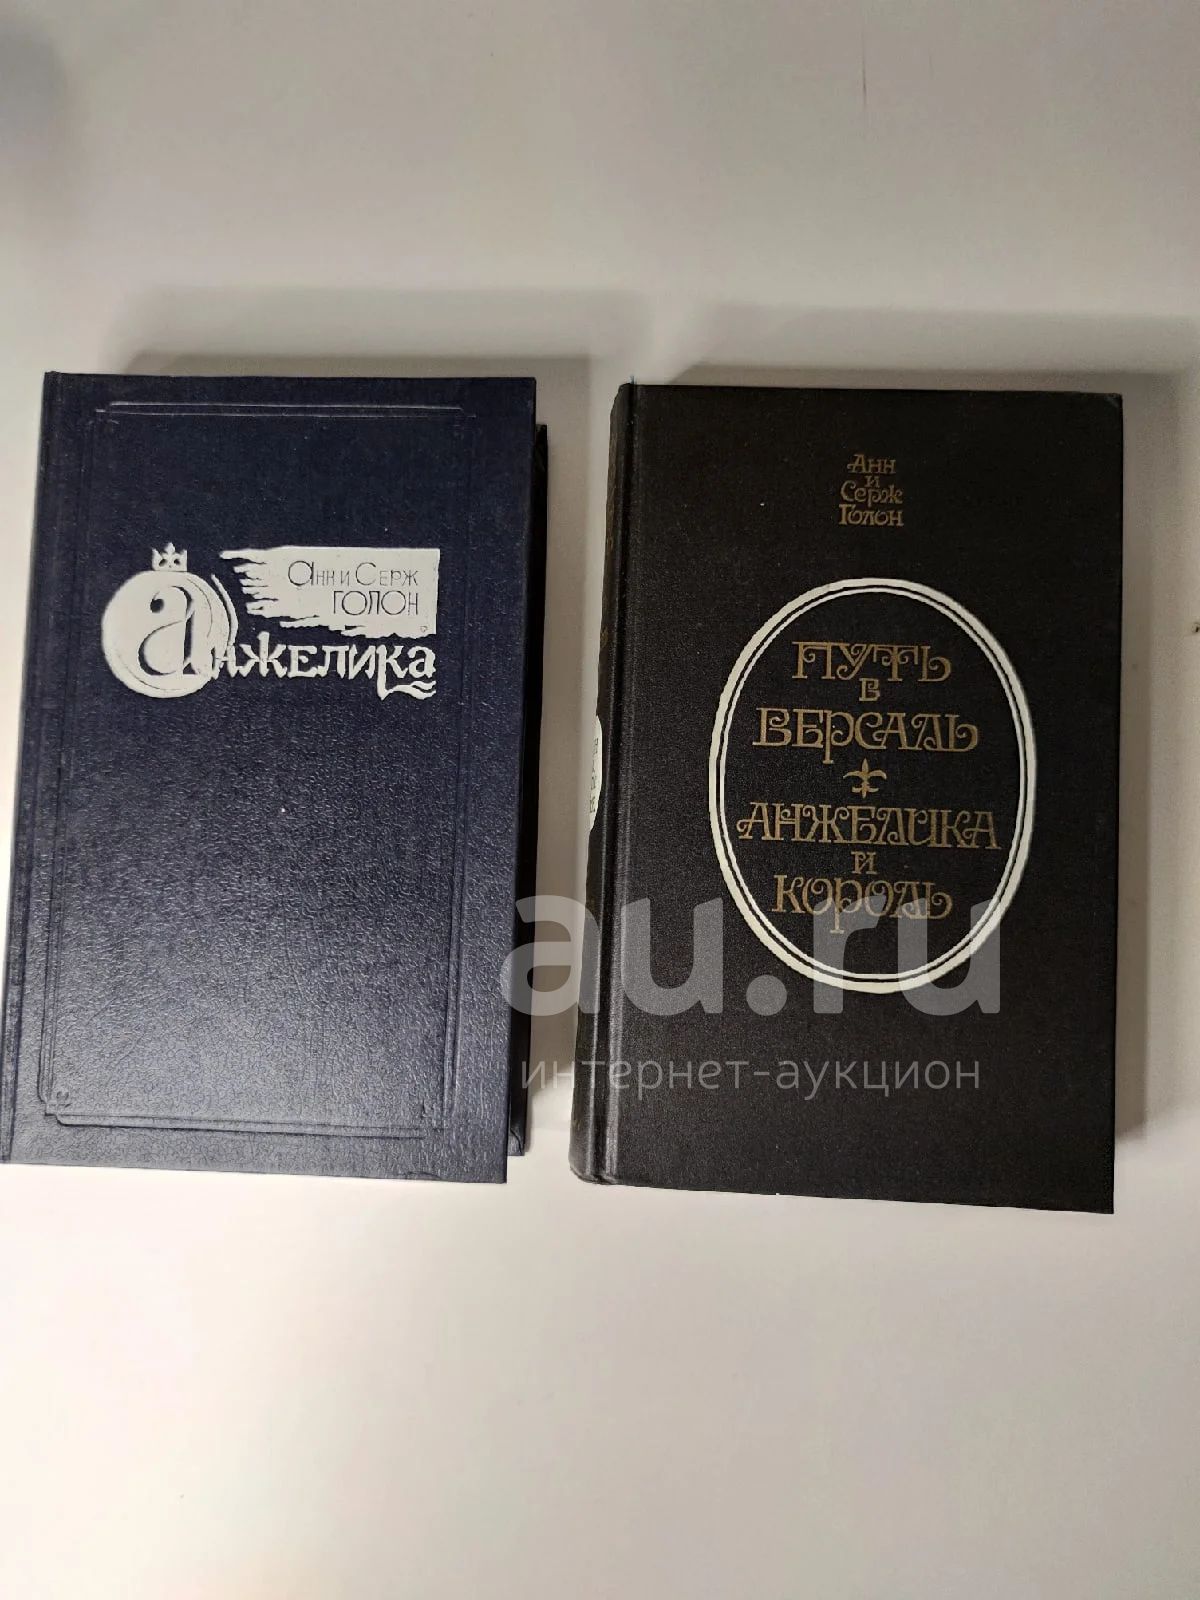 Анн и Серж
Голон
Анжелика
Анн
и
Серж
Голон
Путь
в
Версаль
Анжелика
и
Король
au.ru
интернет-аукцион